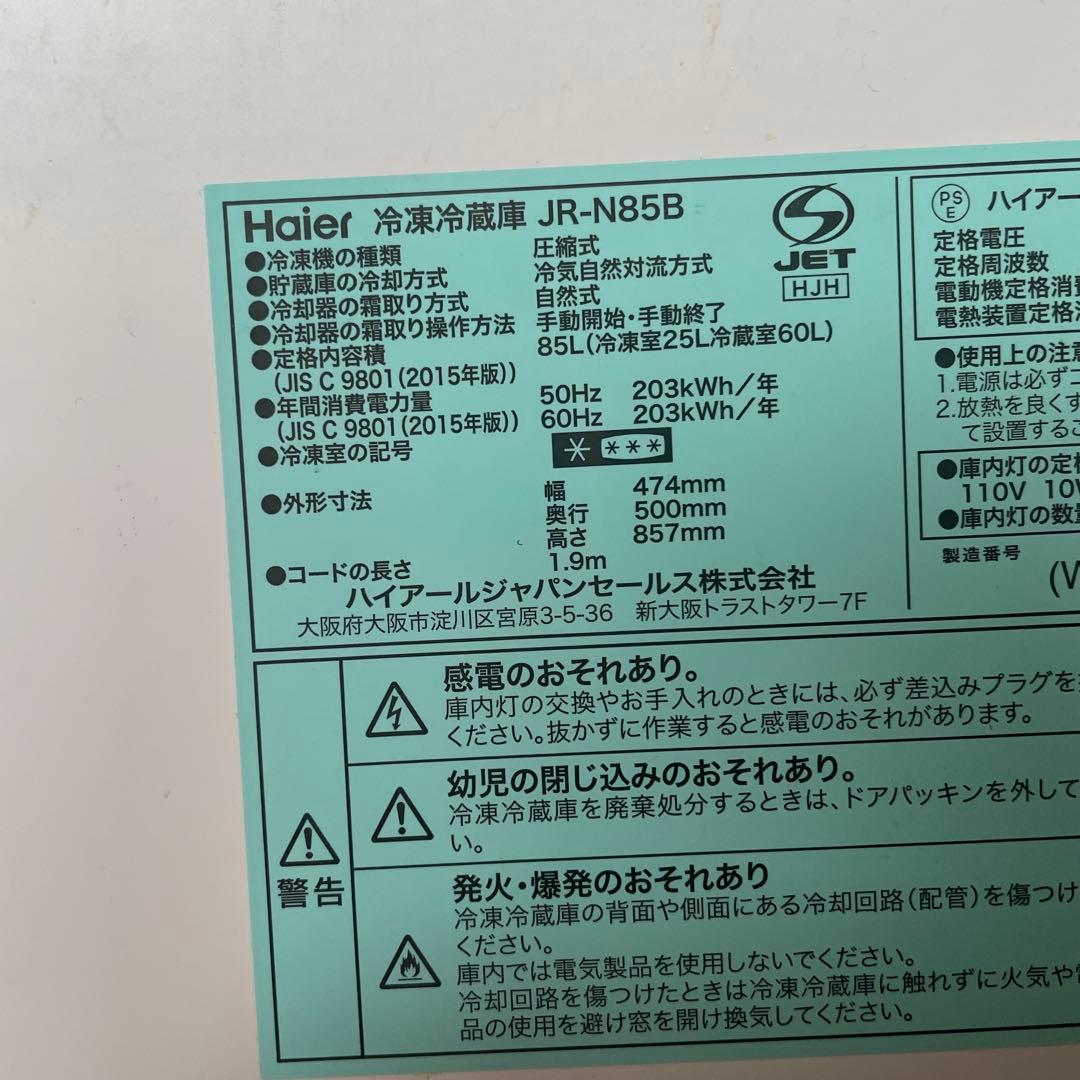 Haier 冷凍冷蔵庫 JR-N85B
●冷凍機の種類 圧縮式
●貯蔵庫の冷却方式 冷気自然対流方式
●冷却器の霜取り方式 自然式
●冷却器の霜取り操作方法 手動開始・手動終了
●定格内容積 85L(冷凍室25L冷蔵室60L)
(JIS C 9801(2015年版))
●年間消費電力量 50Hz 203kWh/年
(JIS C 9801(2015年版)) 60Hz 203kWh/年
●冷凍室の記号 * ***
●外形寸法 幅 474mm
奥行 500mm
高さ 857mm
●コードの長さ 1.9m
ハイアールジャパンセールス株式会社
大阪府大阪市淀川区宮原3-5-36 新大阪トラストタワー7F
JET
HJH
PS
E
ハイアー
定格電圧
定格周波数
電動機定格消費
電熱装置定格
●使用上の注意
1.電源は必ず
2.放熱を良くす
て設置するこ
●庫内灯の定格
110V 10W
●庫内灯の数量
製造番号
(W
警告
感電のおそれあり。
庫内灯の交換やお手入れのときには、必ず差込みプラグを
ください。抜かずに作業すると感電のおそれがあります。
幼児の閉じ込みのおそれあり。
冷凍冷蔵庫を廃棄処分するときは、ドアパッキンを外して
い。
発火・爆発のおそれあり
冷凍冷蔵庫の背面や側面にある冷却回路(配管)を傷つけ
ください。
庫内では電気製品を使用しないでください。
冷却回路を傷つけたときは冷凍冷蔵庫に触れずに火気や電
品の使用を避け窓を開け換気してください。